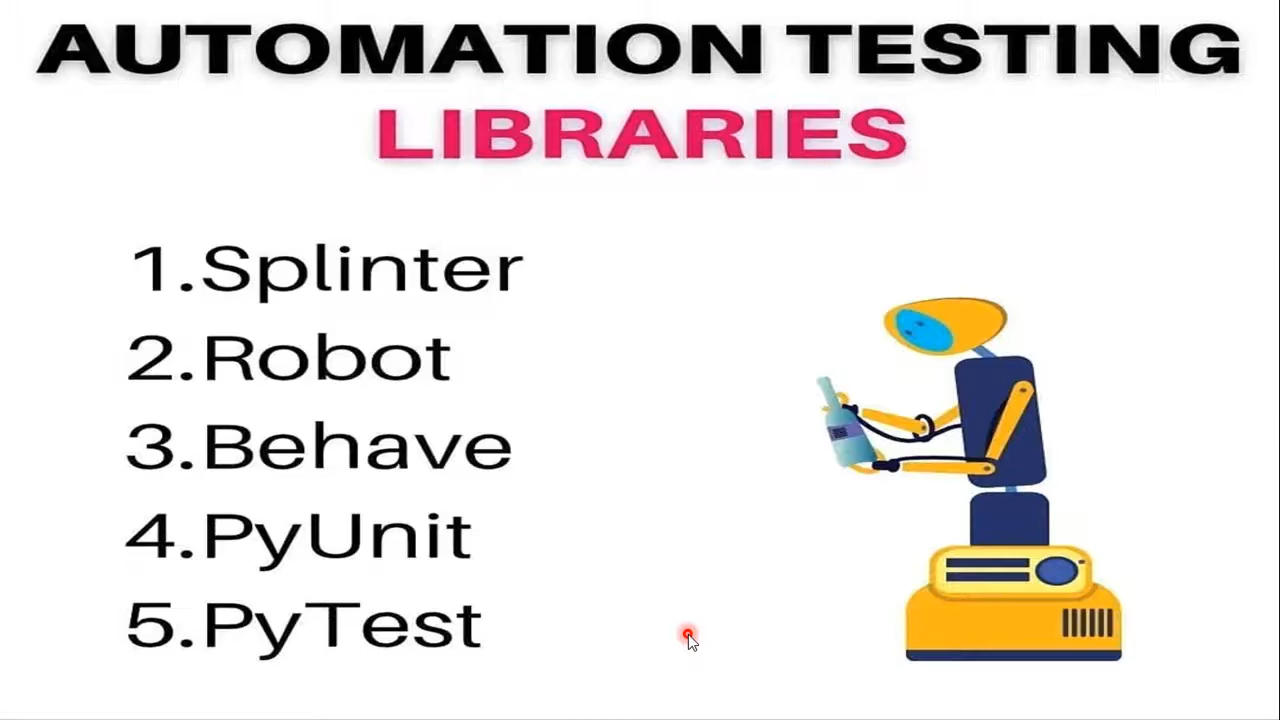 AUTOMATION TESTING
LIBRARIES
1.Splinter
2.Robot
3.Behave
4.PyUnit
5.PyTest